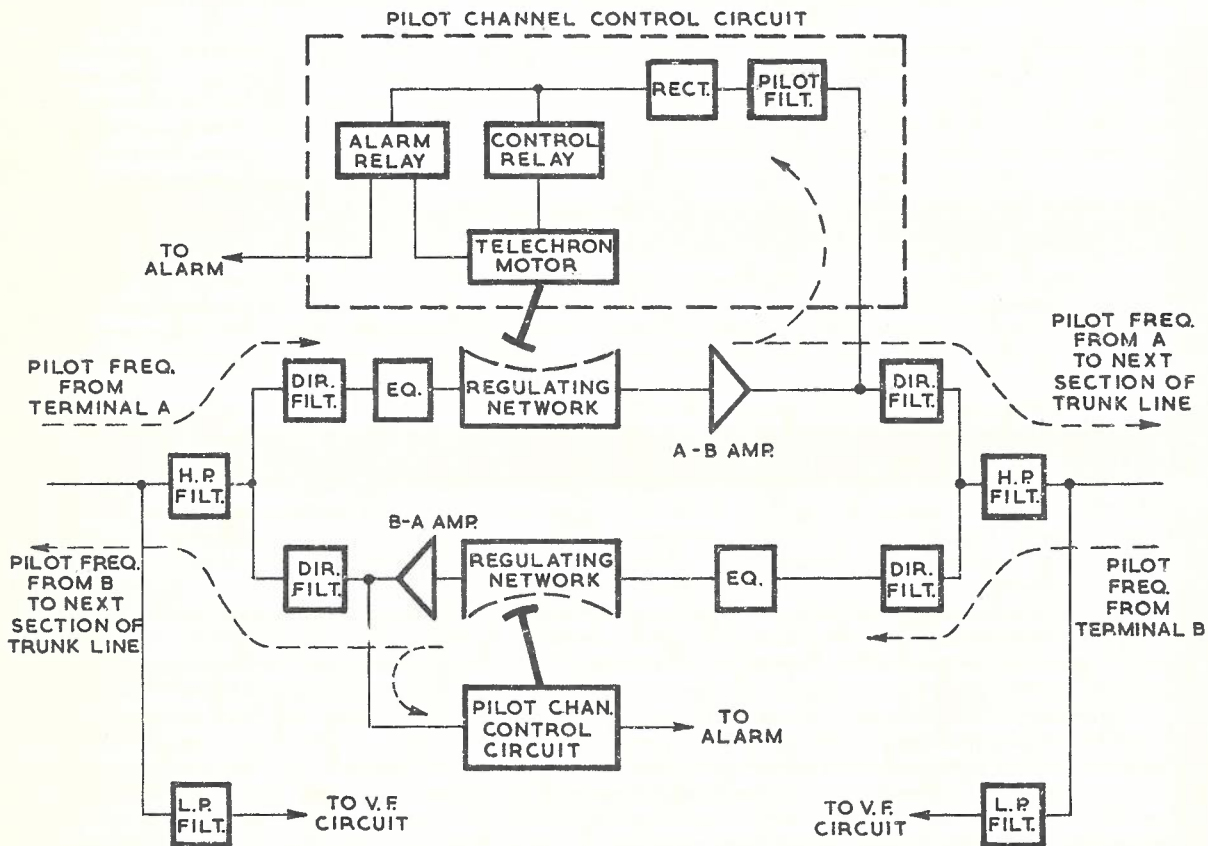 PILOT CHANNEL CONTROL CIRCUIT
RECT.
PILOT
FILT.
ALARM
RELAY
CONTROL
RELAY
TO
ALARM
TELECHRON
MOTOR
PILOT FREQ.
FROM
TERMINAL A
DIR.
FILT.
EQ.
REGULATING
NETWORK
A-B AMP.
DIR.
FILT.
PILOT FREQ.
FROM A
TO NEXT
SECTION OF
TRUNK LINE
H.P.
FILT.
H.P.
FILT.
PILOT FREQ.
FROM B
TO NEXT
SECTION OF
TRUNK LINE
DIR.
FILT.
B-A AMP.
REGULATING
NETWORK
EQ.
DIR.
FILT.
PILOT
FREQ.
FROM
TERMINAL B
PILOT CHAN.
CONTROL
CIRCUIT
TO
ALARM
L.P.
FILT.
TO V.F.
CIRCUIT
TO V.F.
CIRCUIT
L.P.
FILT.